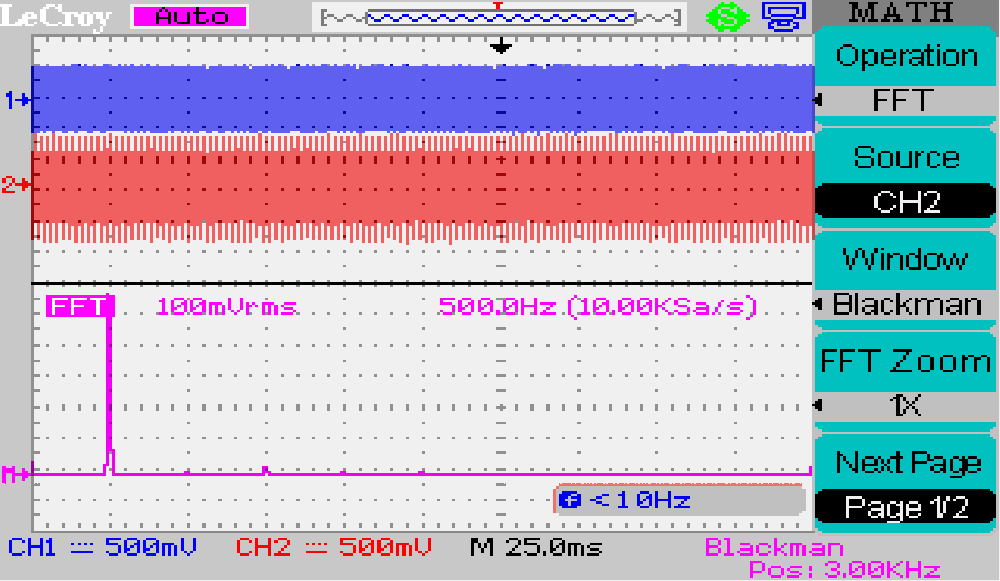 LeCroy Auto MATH
Operation
FFT
Source
CH2
Window
Blackman
FFT Zoom
1X
Next Page
Page 1/2
1
2
FFT 100mVrms 500.0Hz (10.00KSa/s)
M
f <10Hz
CH1 500mV CH2 500mV M 25.0ms Blackman
Pos: 3.00KHz